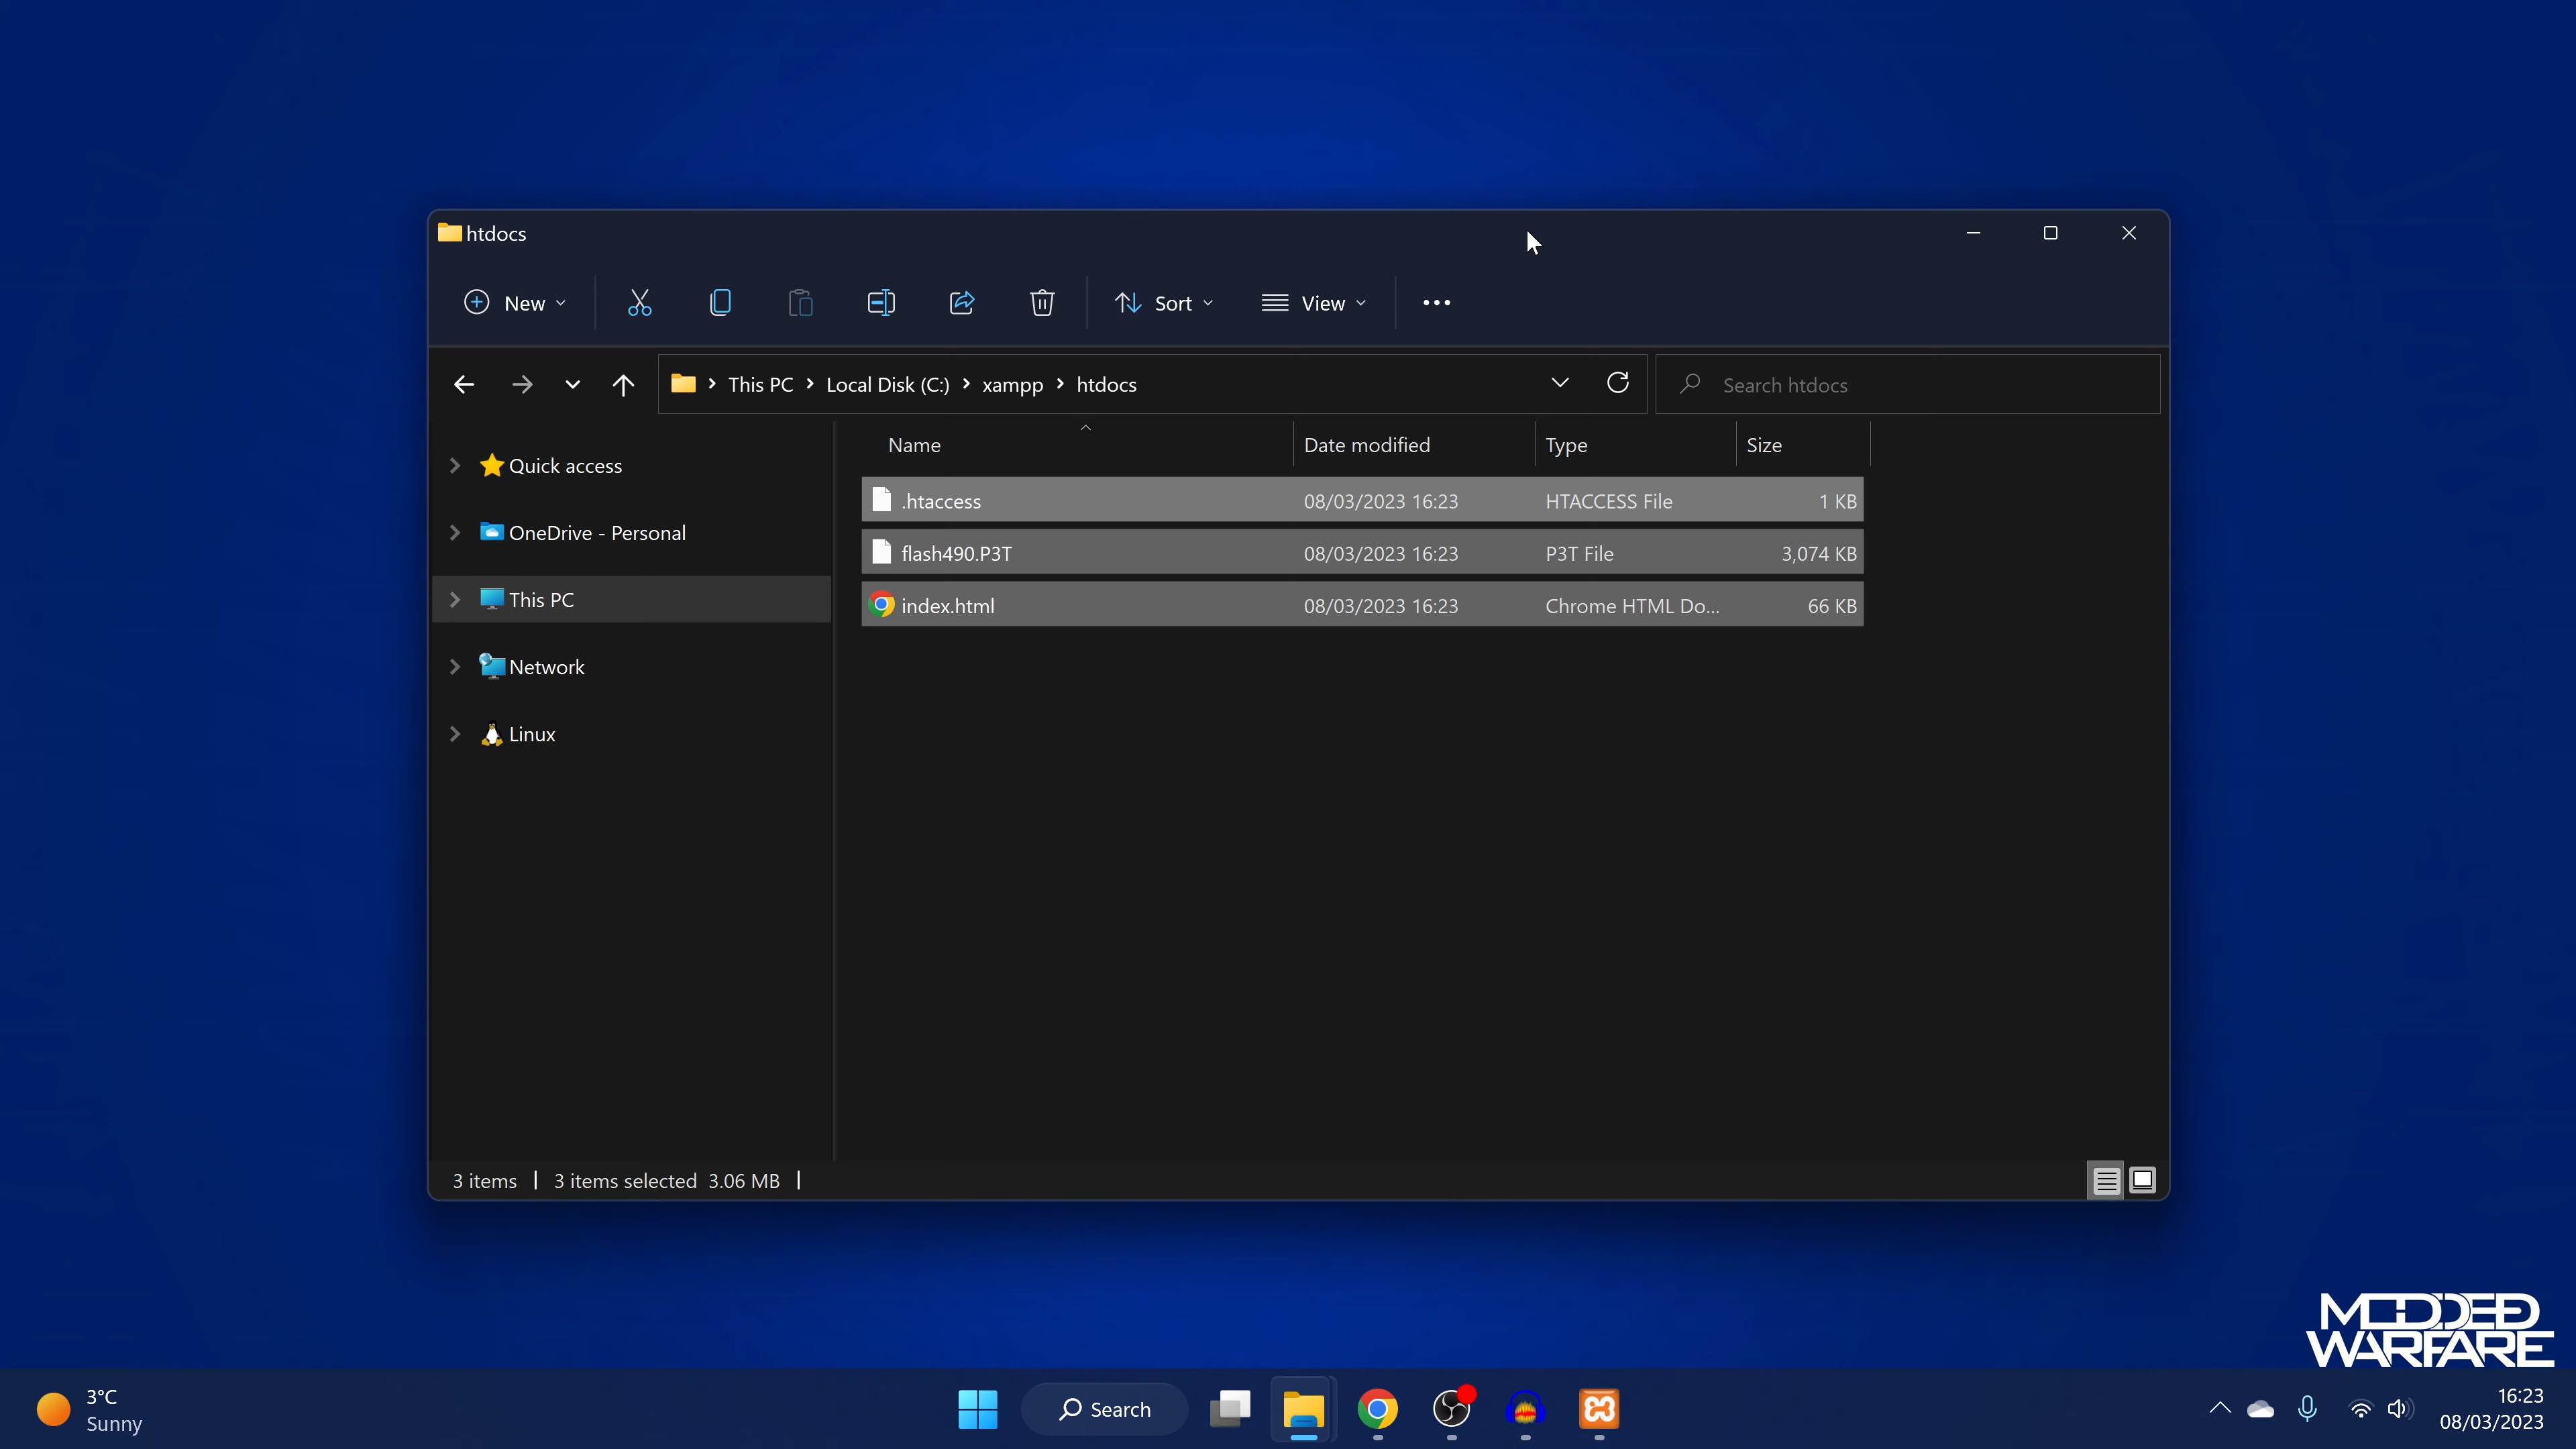 htdocs
New
Sort
View
This PC
Local Disk (C:)
xampp
htdocs
Search htdocs
Quick access
OneDrive - Personal
This PC
Network
Linux
Name
Date modified
Type
Size
.htaccess 08/03/2023 16:23 HTACCESS File 1 KB
flash490.P3T 08/03/2023 16:23 P3T File 3,074 KB
index.html 08/03/2023 16:23 Chrome HTML Do... 66 KB
3 items
3 items selected 3.06 MB
MODDED
WARFARE
3°C
Sunny
Search
16:23
08/03/2023